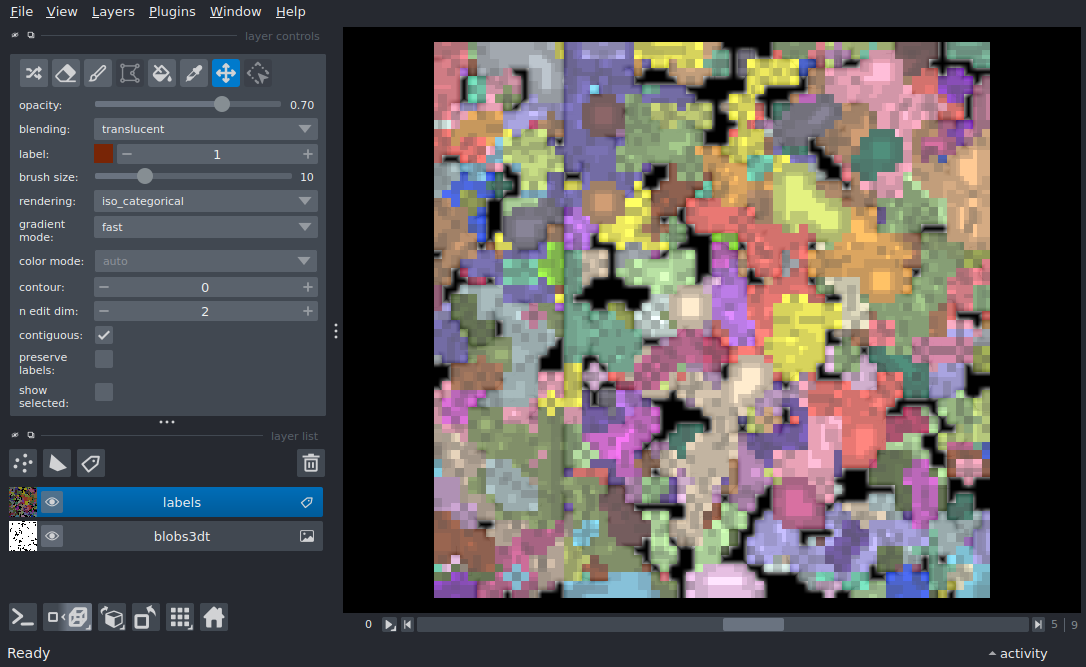 File View Layers Plugins Window Help
layer controls
opacity: 0.70
blending: translucent
label: 1
brush size: 10
rendering: iso_categorical
gradient
mode: fast
color mode: auto
contour: 0
n edit dim: 2
contiguous:
preserve
labels:
show
selected:
layer list
labels
blobs3dt
0 5 | 9
Ready activity